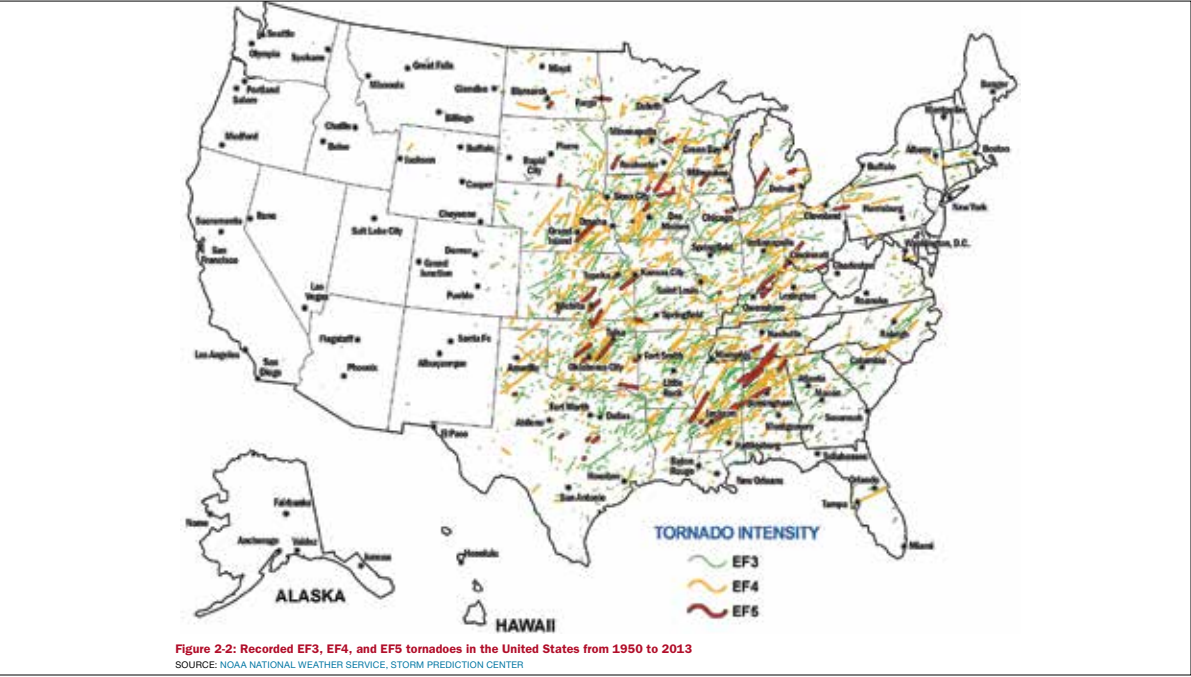 Seattle
Olympia
Spokane
Portland
Salem
Medford
Great Falls
Missoula
Glendive
Billings
Challis
Boise
Jackson
Buffalo
Casper
Cheyenne
Minot
Bismarck
Fargo
Pierre
Rapid
City
Duluth
Minneapolis
Rochester
Green Bay
Milwaukee
Detroit
Sioux City
Des
Moines
Chicago
Cleveland
Omaha
Grand
Island
Bangor
Montpelier
Albany
Boston
Buffalo
New York
Harrisburg
Washington, D.C.
Sacramento
Reno
San
Francisco
Salt Lake City
Denver
Grand
Junction
Pueblo
Las
Vegas
Los Angeles
San
Diego
Flagstaff
Phoenix
Santa Fe
Albuquerque
El Paso
Topeka
Kansas City
Wichita
Springfield
Indianapolis
Cincinnati
Charleston
Saint Louis
Lexington
Owensboro
Roanoke
Springfield
Nashville
Raleigh
Tulsa
Amarillo
Oklahoma City
Fort Smith
Memphis
Little
Rock
Columbia
Atlanta
Macon
Birmingham
Savannah
Fort Worth
Dallas
Abilene
Jackson
Montgomery
Hattiesburg
Tallahassee
Baton
Rouge
New Orleans
Houston
San Antonio
Orlando
Tampa
Miami
Nome
Fairbanks
Anchorage
Valdez
Juneau
ALASKA
Honolulu
HAWAII
TORNADO INTENSITY
EF3
EF4
EF5
Figure 2-2: Recorded EF3, EF4, and EF5 tornadoes in the United States from 1950 to 2013
SOURCE: NOAA NATIONAL WEATHER SERVICE, STORM PREDICTION CENTER